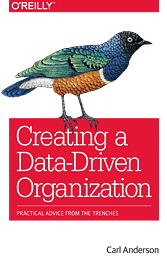 O'REILLY®
Creating a
Data-Driven
Organization
PRACTICAL ADVICE FROM THE TRENCHES
Carl Anderson